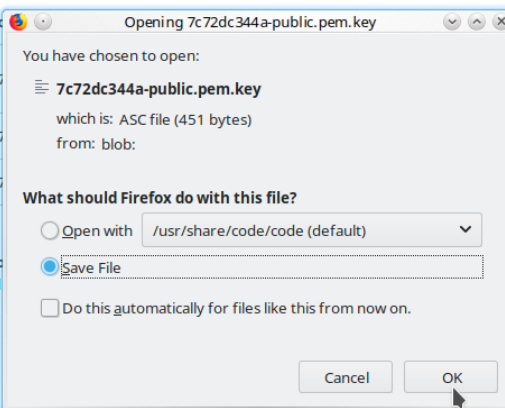 Opening 7c72dc344a-public.pem.key
You have chosen to open:
7c72dc344a-public.pem.key
which is: ASC file (451 bytes)
from: blob:
What should Firefox do with this file?
Open with /usr/share/code/code (default)
Save File
Do this automatically for files like this from now on.
Cancel OK